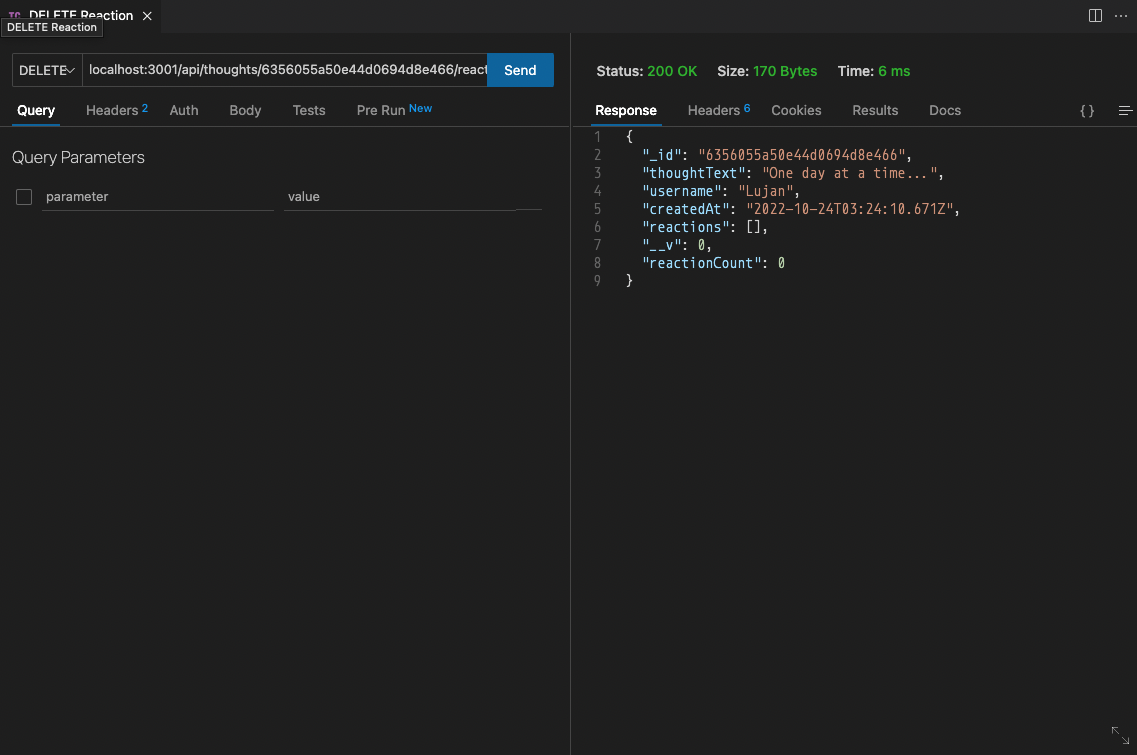 TC DELETE Reaction
DELETE Reaction
DELETE localhost:3001/api/thoughts/6356055a50e44d0694d8e466/react Send
Query Headers 2 Auth Body Tests Pre Run New
Query Parameters
parameter value
Status: 200 OK Size: 170 Bytes Time: 6 ms
Response Headers 6 Cookies Results Docs { }
1 {
2 "_id": "6356055a50e44d0694d8e466",
3 "thoughtText": "One day at a time...",
4 "username": "Lujan",
5 "createdAt": "2022-10-24T03:24:10.671Z",
6 "reactions": [],
7 "__v": 0,
8 "reactionCount": 0
9 }